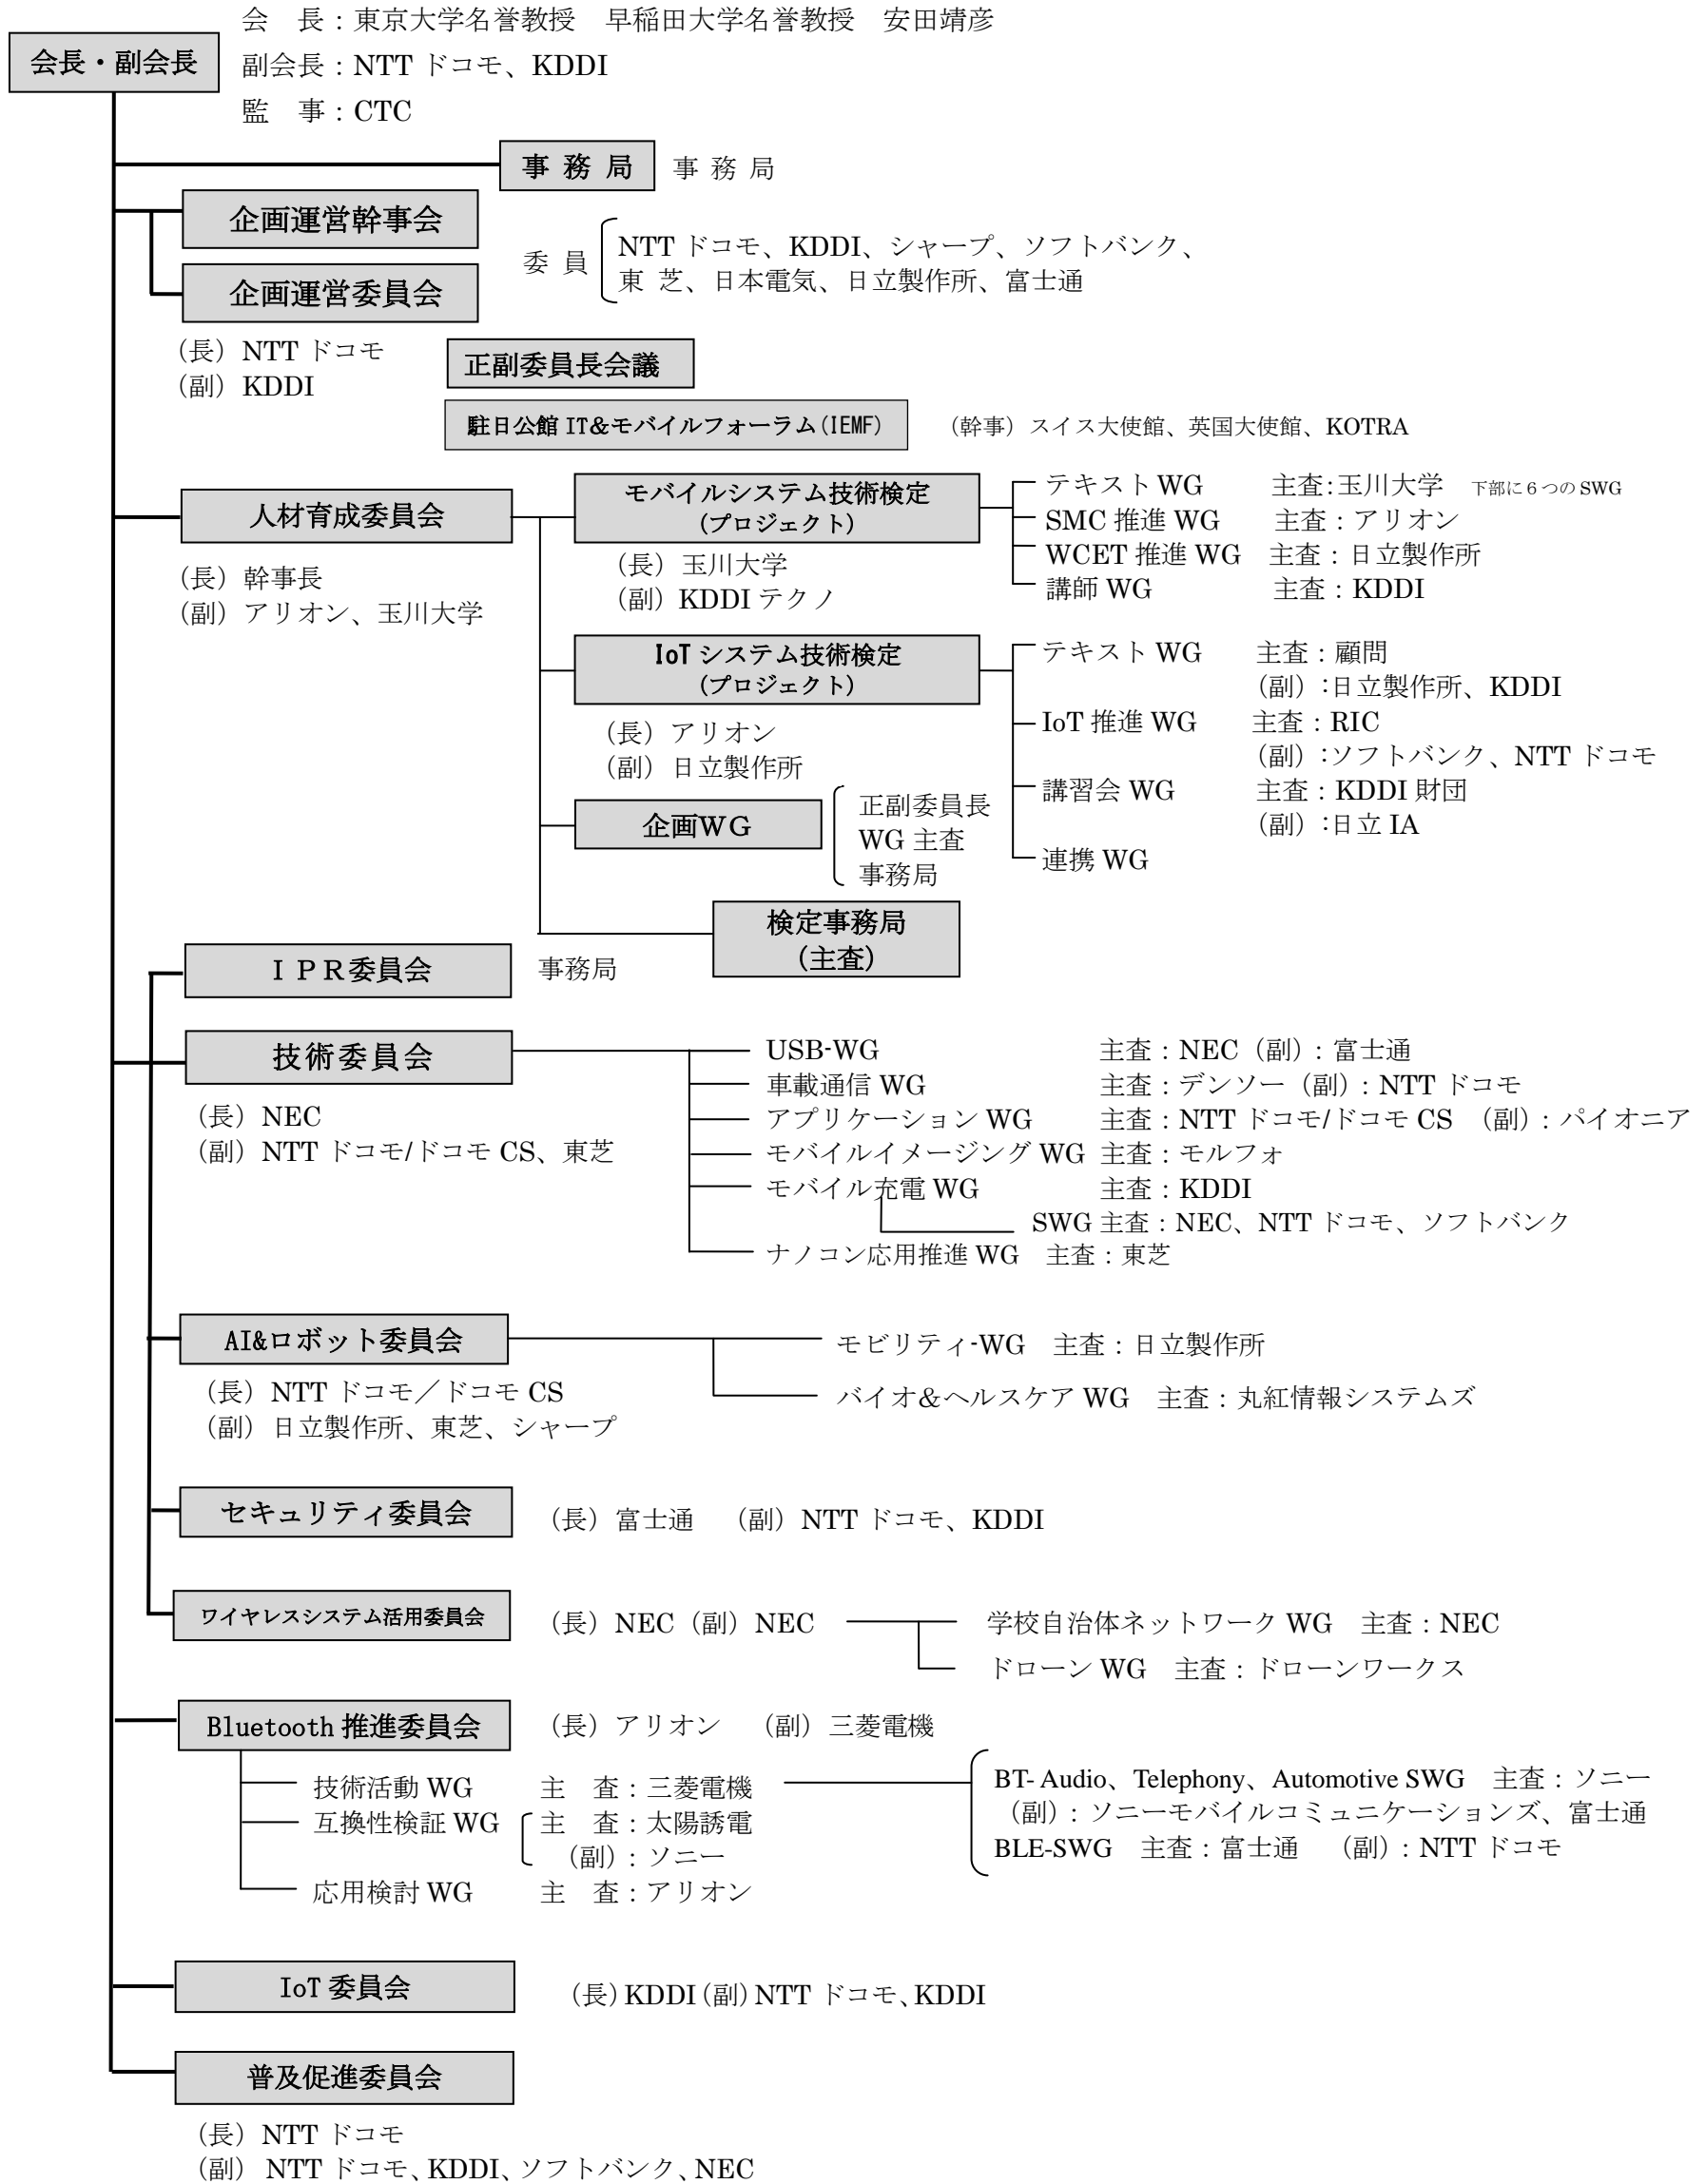 会　長：東京大学名誉教授　早稲田大学名誉教授　安田靖彦
会長・副会長
副会長：NTT ドコモ、KDDI
監　事：CTC
事 務 局　事 務 局
企画運営幹事会
委 員　NTT ドコモ、KDDI、シャープ、ソフトバンク、
東 芝、日本電気、日立製作所、富士通
企画運営委員会
（長）NTT ドコモ
（副）KDDI
正副委員長会議
駐日公館 IT&モバイルフォーラム(IEMF)　（幹事）スイス大使館、英国大使館、KOTRA
人材育成委員会
（長）幹事長
（副）アリオン、玉川大学
モバイルシステム技術検定
(プロジェクト)
（長）玉川大学
（副）KDDI テクノ
テキスト WG　主査：玉川大学　下部に６つの SWG
SMC 推進 WG　主査：アリオン
WCET 推進 WG　主査：日立製作所
講師 WG　主査：KDDI
IoT システム技術検定
(プロジェクト)
（長）アリオン
（副）日立製作所
テキスト WG　主査：顧問
（副）：日立製作所、KDDI
IoT 推進 WG　主査：RIC
（副）：ソフトバンク、NTT ドコモ
講習会 WG　主査：KDDI 財団
（副）：日立 IA
連携 WG
企画ＷＧ
正副委員長
WG 主査
事務局
検定事務局
(主査)
ＩＰＲ委員会　事務局
技術委員会
（長）NEC
（副）NTT ドコモ/ドコモ CS、東芝
USB-WG　主査：NEC（副）：富士通
車載通信 WG　主査：デンソー（副）：NTT ドコモ
アプリケーション WG　主査：NTT ドコモ/ドコモ CS　（副）：パイオニア
モバイルイメージング WG　主査：モルフォ
モバイル充電 WG　主査：KDDI
SWG 主査：NEC、NTT ドコモ、ソフトバンク
ナノコン応用推進 WG　主査：東芝
AI&ロボット委員会
（長）NTT ドコモ／ドコモ CS
（副）日立製作所、東芝、シャープ
モビリティ-WG　主査：日立製作所
バイオ＆ヘルスケア WG　主査：丸紅情報システムズ
セキュリティ委員会　（長）富士通　（副）NTT ドコモ、KDDI
ワイヤレスシステム活用委員会　（長）NEC（副）NEC
学校自治体ネットワーク WG　主査：NEC
ドローン WG　主査：ドローンワークス
Bluetooth 推進委員会　（長）アリオン　（副）三菱電機
技術活動 WG　主　査：三菱電機
互換性検証 WG　主　査：太陽誘電
（副）：ソニー
応用検討 WG　主　査：アリオン
BT- Audio、Telephony、Automotive SWG　主査：ソニー
（副）：ソニーモバイルコミュニケーションズ、富士通
BLE-SWG　主査：富士通　（副）：NTT ドコモ
IoT 委員会　（長）KDDI（副）NTT ドコモ、KDDI
普及促進委員会
（長）NTT ドコモ
（副） NTT ドコモ、KDDI、ソフトバンク、NEC